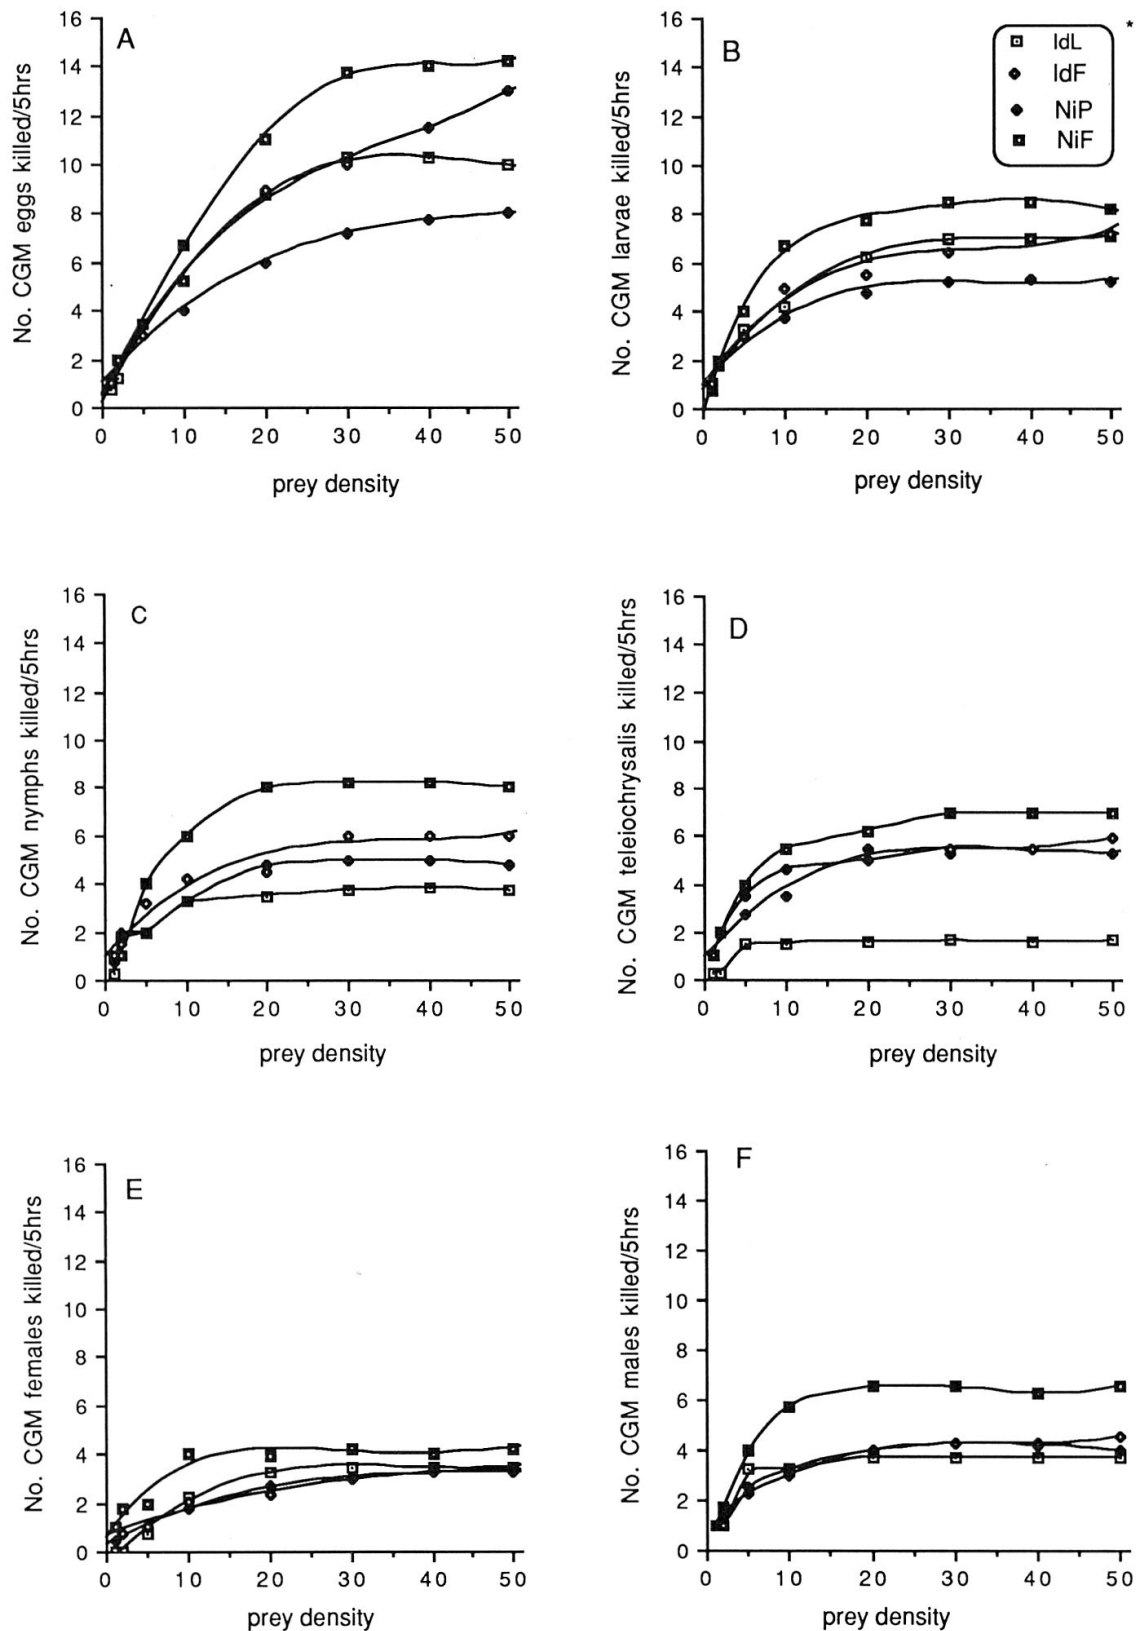 A
No. CGM eggs killed/5hrs
16
14
12
10
8
6
4
2
0
0 10 20 30 40 50
prey density
B
No. CGM larvae killed/5hrs
16
14
12
10
8
6
4
2
0
0 10 20 30 40 50
prey density
IdL
IdF
NiP
NiF
*
C
No. CGM nymphs killed/5hrs
16
14
12
10
8
6
4
2
0
0 10 20 30 40 50
prey density
D
No. CGM teleiochrysalis killed/5hrs
16
14
12
10
8
6
4
2
0
0 10 20 30 40 50
prey density
E
No. CGM females killed/5hrs
16
14
12
10
8
6
4
2
0
0 10 20 30 40 50
prey density
F
No. CGM males killed/5hrs
16
14
12
10
8
6
4
2
0
0 10 20 30 40 50
prey density